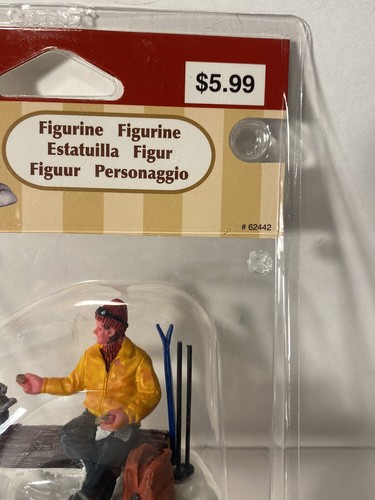 $5.99
Figurine Figurine
Estatuilla Figur
Figuur Personaggio
# 62442